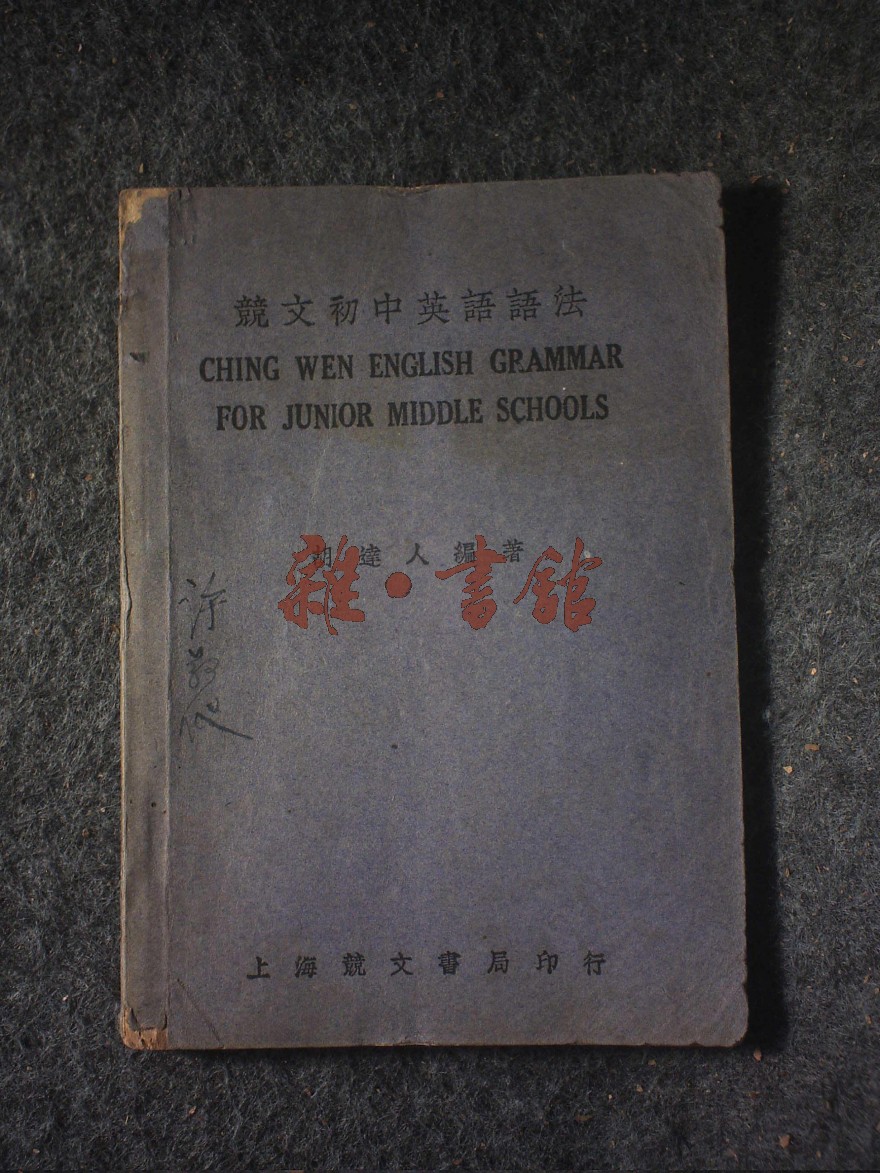 競文初中英語語法
CHING WEN ENGLISH GRAMMAR
FOR JUNIOR MIDDLE SCHOOLS
胡達人編著
雜·書館
許
上海競文書局印行